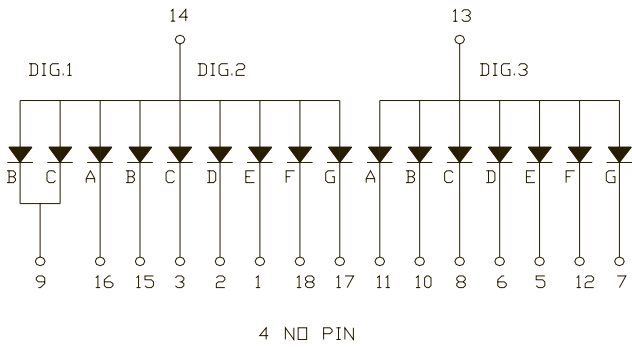 14 13
DIG.1 DIG.2 DIG.3
B C A B C D E F G A B C D E F G
9 16 15 3 2 1 18 17 11 10 8 6 5 12 7
4 NO PIN